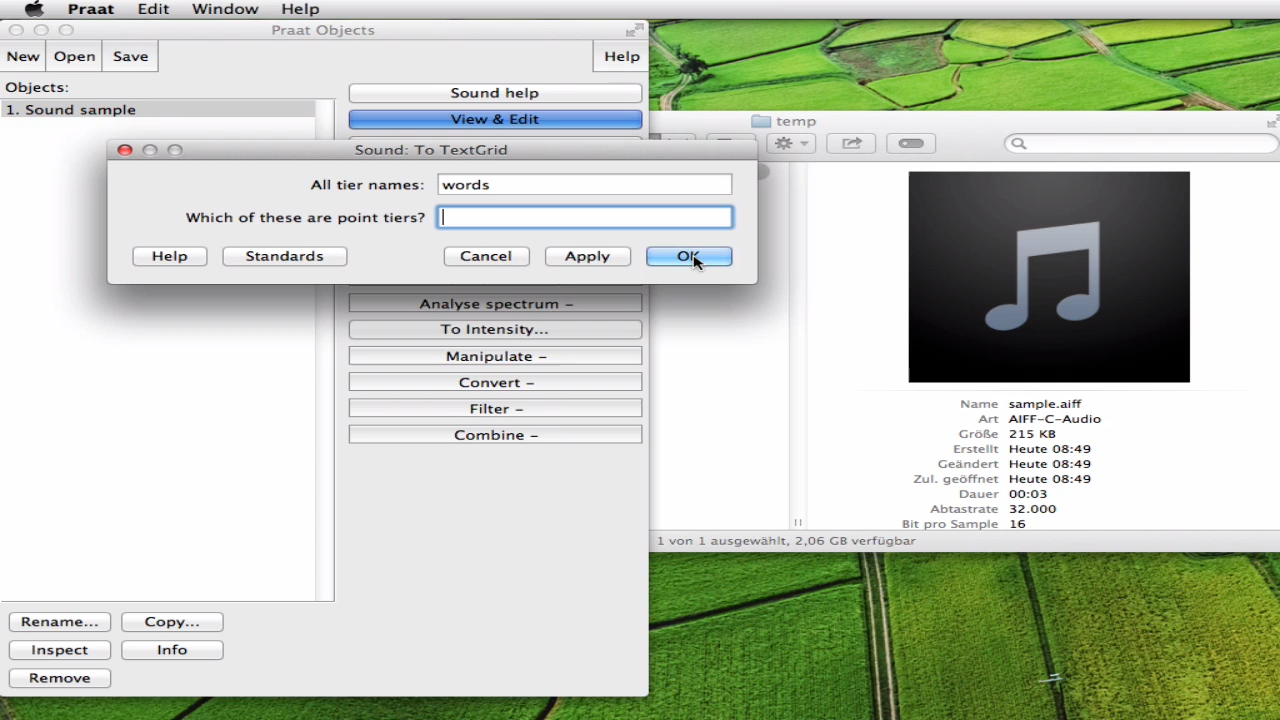 Praat Edit Window Help
Praat Objects
New Open Save Help
Objects:
1. Sound sample
Sound help
View & Edit
Sound: To TextGrid
All tier names: words
Which of these are point tiers?
Help Standards Cancel Apply OK
Analyse spectrum –
To Intensity...
Manipulate –
Convert –
Filter –
Combine –
Rename... Copy...
Inspect Info
Remove
temp
Name sample.aiff
Art AIFF-C-Audio
Größe 215 KB
Erstellt Heute 08:49
Geändert Heute 08:49
Zul. geöffnet Heute 08:49
Dauer 00:03
Abtastrate 32.000
Bit pro Sample 16
1 von 1 ausgewählt, 2,06 GB verfügbar